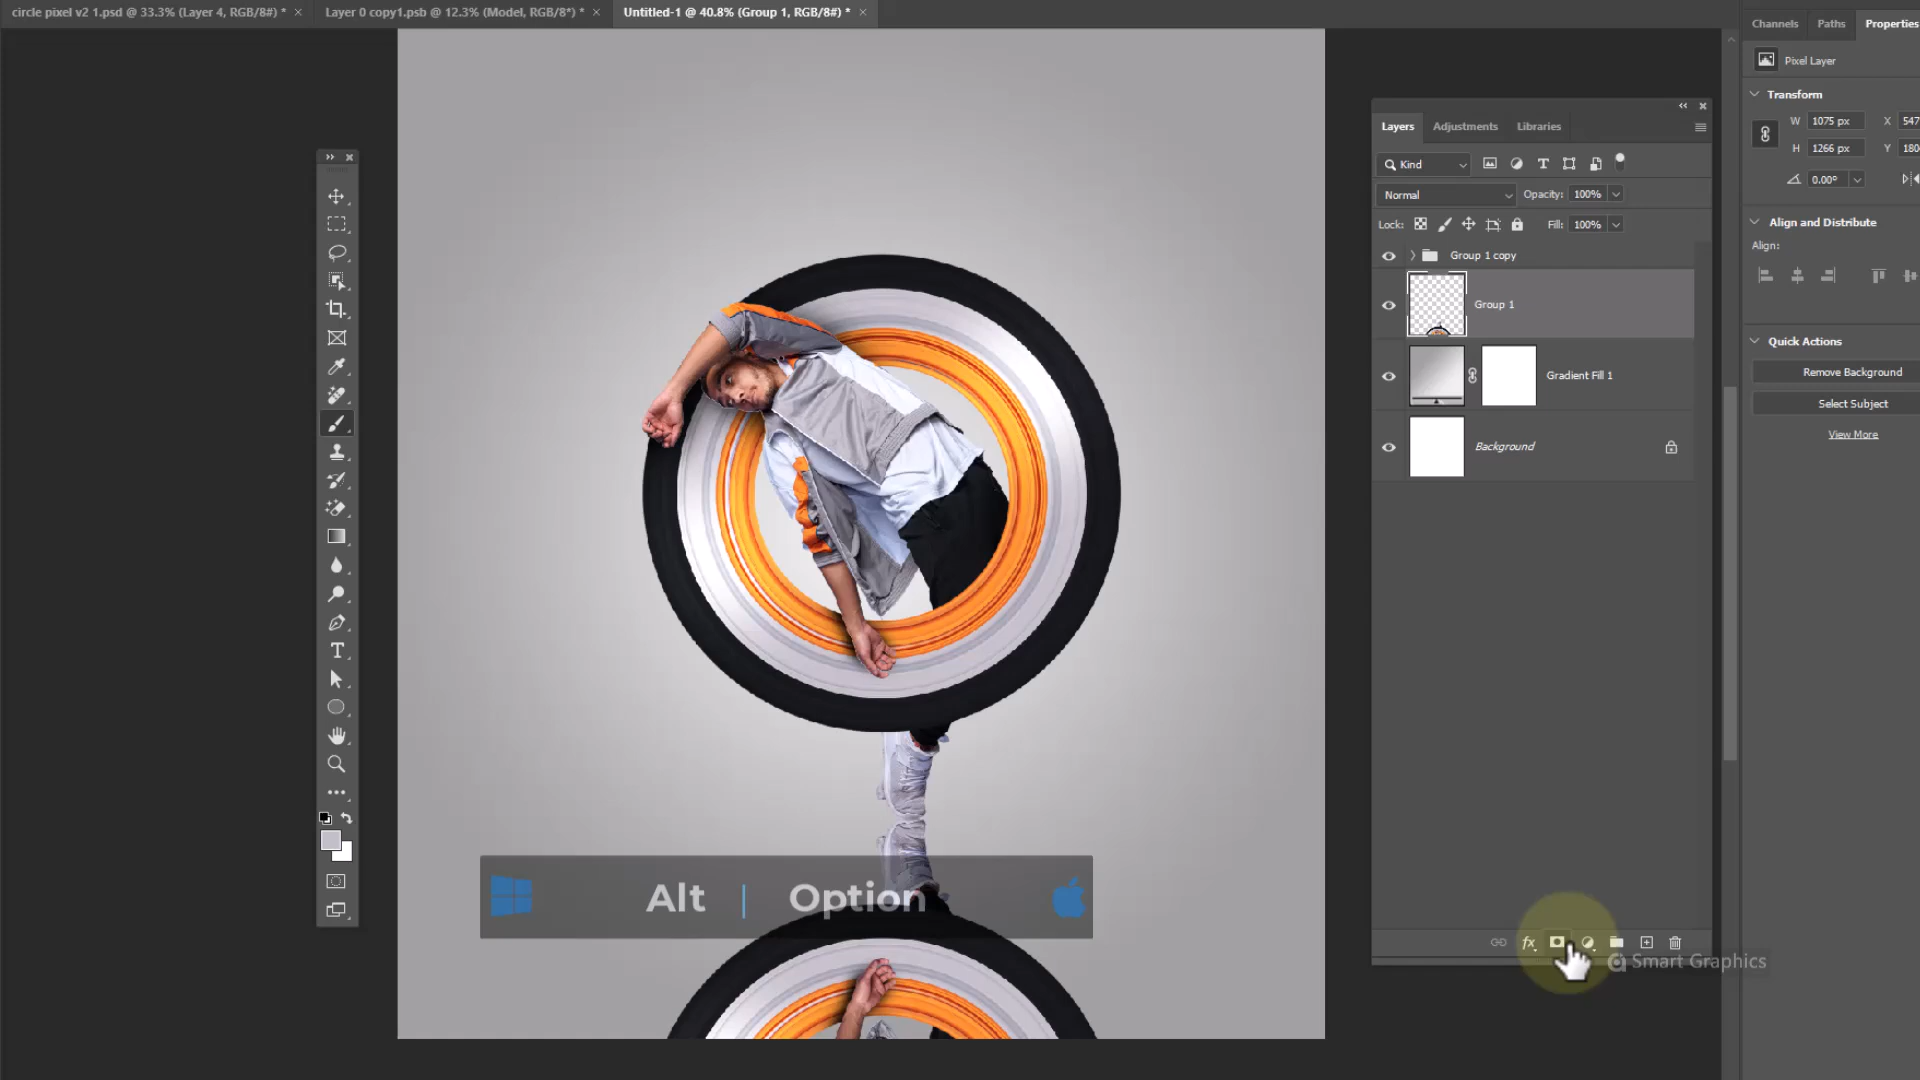 circle pixel v2 1.psd @ 33.3% (Layer 4, RGB/8#) *
Layer 0 copy1.psb @ 12.3% (Model, RGB/8*) *
Untitled-1 @ 40.8% (Group 1, RGB/8#) *
Channels
Paths
Properties
Pixel Layer
Transform
W
1075 px
X
547
H
1266 px
Y
180
0.00°
Align and Distribute
Align:
Quick Actions
Remove Background
Select Subject
View More
Layers
Adjustments
Libraries
Kind
Normal
Opacity:
100%
Lock:
Fill:
100%
Group 1 copy
Group 1
Gradient Fill 1
Background
fx
Alt | Option
Smart Graphics